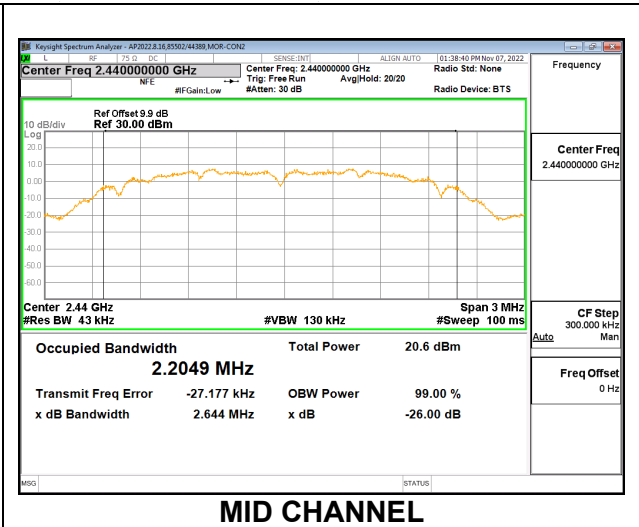 Keysight Spectrum Analyzer - AP2022.8.16,85502/44389,MOR-CON2
L RF 75 Ω DC SENSE:INT ALIGN AUTO 01:38:40 PM Nov 07, 2022
Center Freq 2.440000000 GHz
NFE
#IFGain:Low
Center Freq: 2.440000000 GHz
Trig: Free Run Avg|Hold: 20/20
#Atten: 30 dB
Radio Std: None
Radio Device: BTS
Frequency
Ref Offset 9.9 dB
10 dB/div Ref 30.00 dBm
Log
20.0
10.0
0.00
-10.0
-20.0
-30.0
-40.0
-50.0
-60.0
Center 2.44 GHz Span 3 MHz
#Res BW 43 kHz #VBW 130 kHz #Sweep 100 ms
Center Freq
2.440000000 GHz
CF Step
300.000 kHz
Auto Man
Freq Offset
0 Hz
Occupied Bandwidth Total Power 20.6 dBm
2.2049 MHz
Transmit Freq Error -27.177 kHz OBW Power 99.00 %
x dB Bandwidth 2.644 MHz x dB -26.00 dB
MSG STATUS
MID CHANNEL